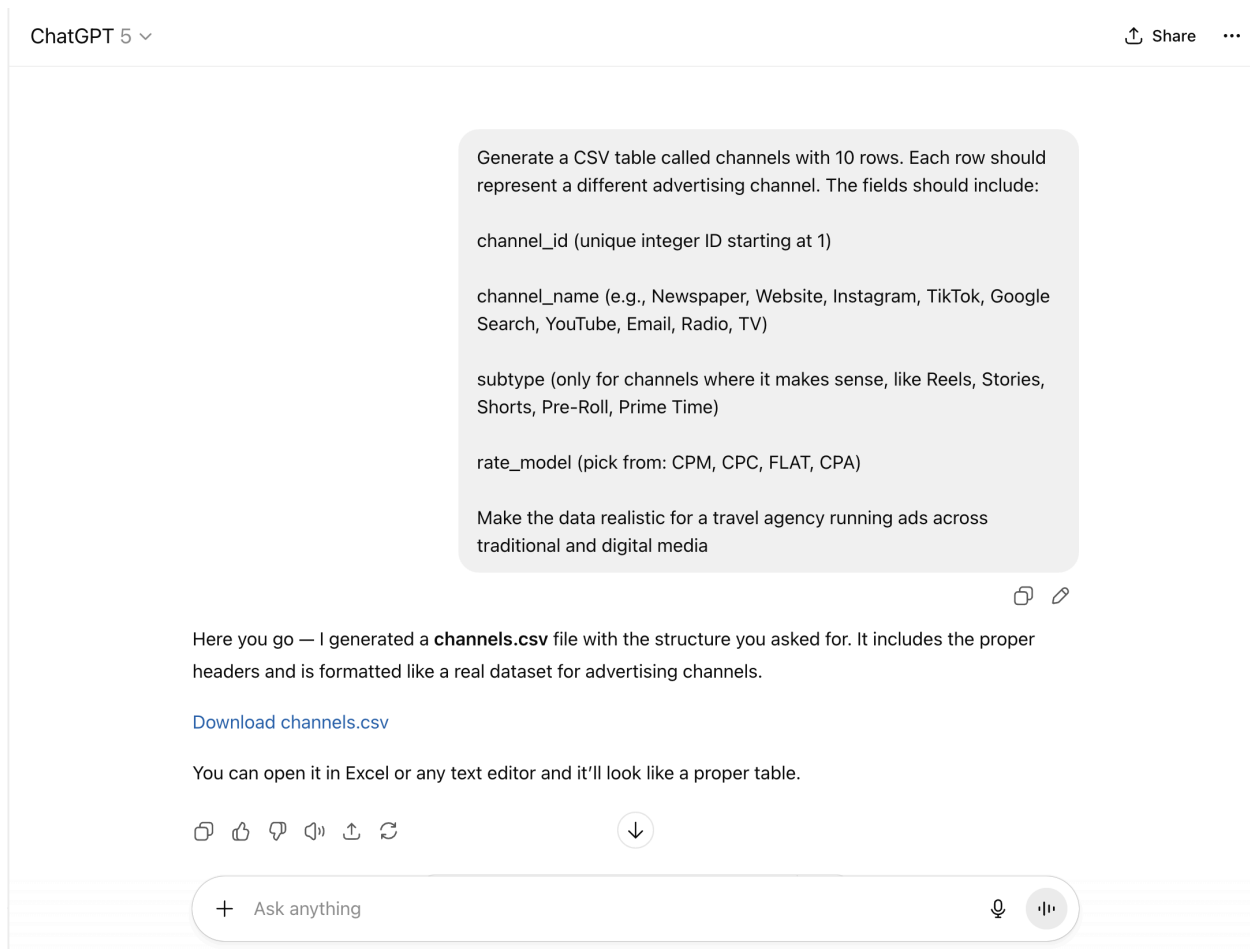 ChatGPT 5
Share
Generate a CSV table called channels with 10 rows. Each row should
represent a different advertising channel. The fields should include:
channel_id (unique integer ID starting at 1)
channel_name (e.g., Newspaper, Website, Instagram, TikTok, Google
Search, YouTube, Email, Radio, TV)
subtype (only for channels where it makes sense, like Reels, Stories,
Shorts, Pre-Roll, Prime Time)
rate_model (pick from: CPM, CPC, FLAT, CPA)
Make the data realistic for a travel agency running ads across
traditional and digital media
Here you go — I generated a channels.csv file with the structure you asked for. It includes the proper
headers and is formatted like a real dataset for advertising channels.
Download channels.csv
You can open it in Excel or any text editor and it’ll look like a proper table.
Ask anything